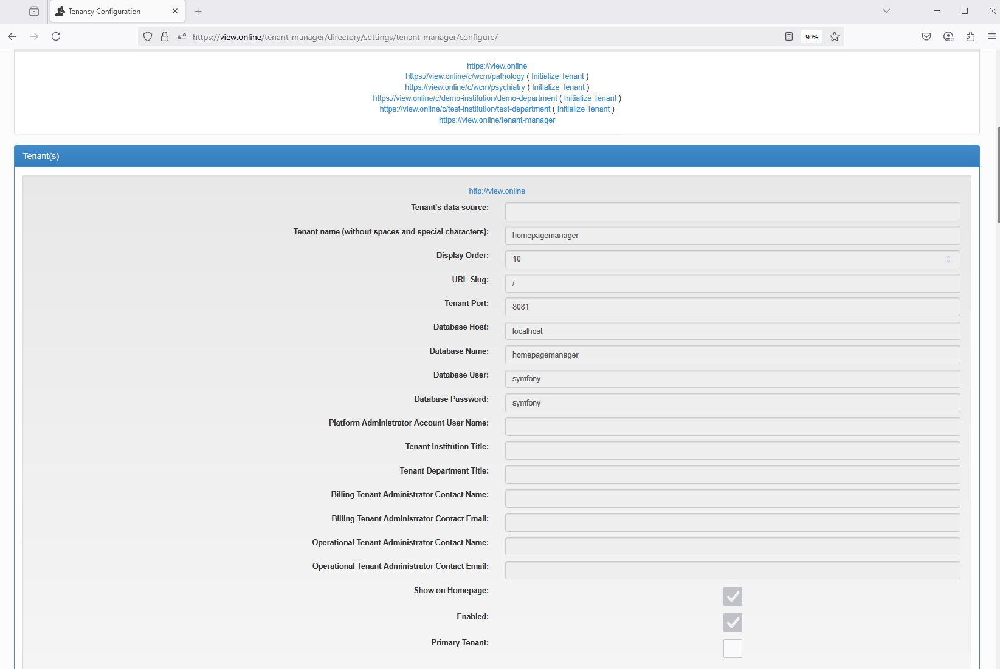 Tenancy Configuration
https://view.online/tenant-manager/directory/settings/tenant-manager/configure/
90%
https://view.online
https://view.online/c/wcm/pathology ( Initialize Tenant )
https://view.online/c/wcm/psychiatry ( Initialize Tenant )
https://view.online/c/demo-institution/demo-department ( Initialize Tenant )
https://view.online/c/test-institution/test-department ( Initialize Tenant )
https://view.online/tenant-manager
Tenant(s)
http://view.online
Tenant's data source:
Tenant name (without spaces and special characters): homepagemanager
Display Order: 10
URL Slug: /
Tenant Port: 8081
Database Host: localhost
Database Name: homepagemanager
Database User: symfony
Database Password: symfony
Platform Administrator Account User Name:
Tenant Institution Title:
Tenant Department Title:
Billing Tenant Administrator Contact Name:
Billing Tenant Administrator Contact Email:
Operational Tenant Administrator Contact Name:
Operational Tenant Administrator Contact Email:
Show on Homepage:
Enabled:
Primary Tenant: